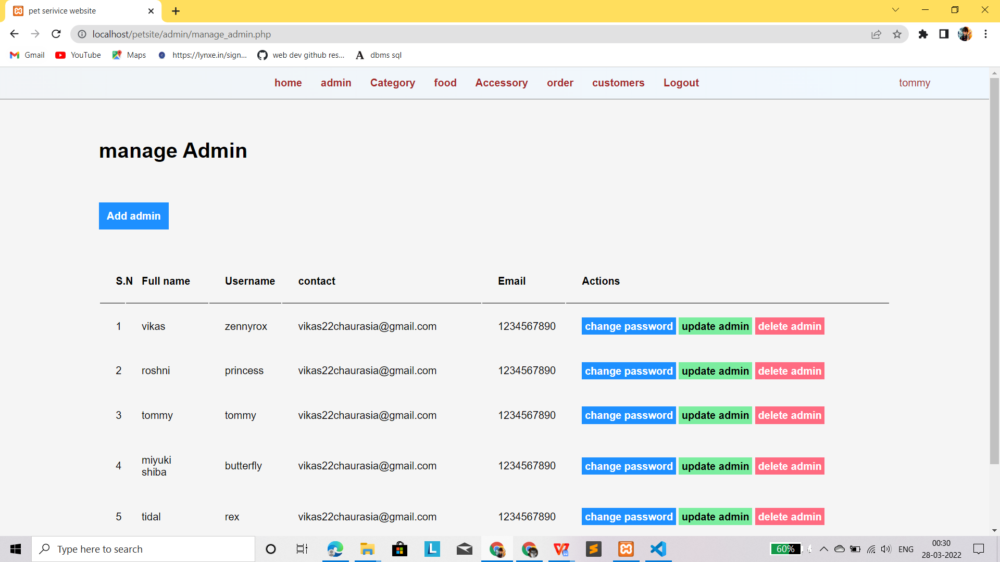 pet serivice website
localhost/petsite/admin/manage_admin.php
Gmail YouTube Maps https://lynxe.in/sign... web dev github res... dbms sql
home admin Category food Accessory order customers Logout tommy
manage Admin
Add admin
S.N Full name Username contact Email Actions
1 vikas zennyrox vikas22chaurasia@gmail.com 1234567890 change password update admin delete admin
2 roshni princess vikas22chaurasia@gmail.com 1234567890 change password update admin delete admin
3 tommy tommy vikas22chaurasia@gmail.com 1234567890 change password update admin delete admin
4 miyuki shiba butterfly vikas22chaurasia@gmail.com 1234567890 change password update admin delete admin
5 tidal rex vikas22chaurasia@gmail.com 1234567890 change password update admin delete admin
Type here to search
60%
ENG
00:30
28-03-2022